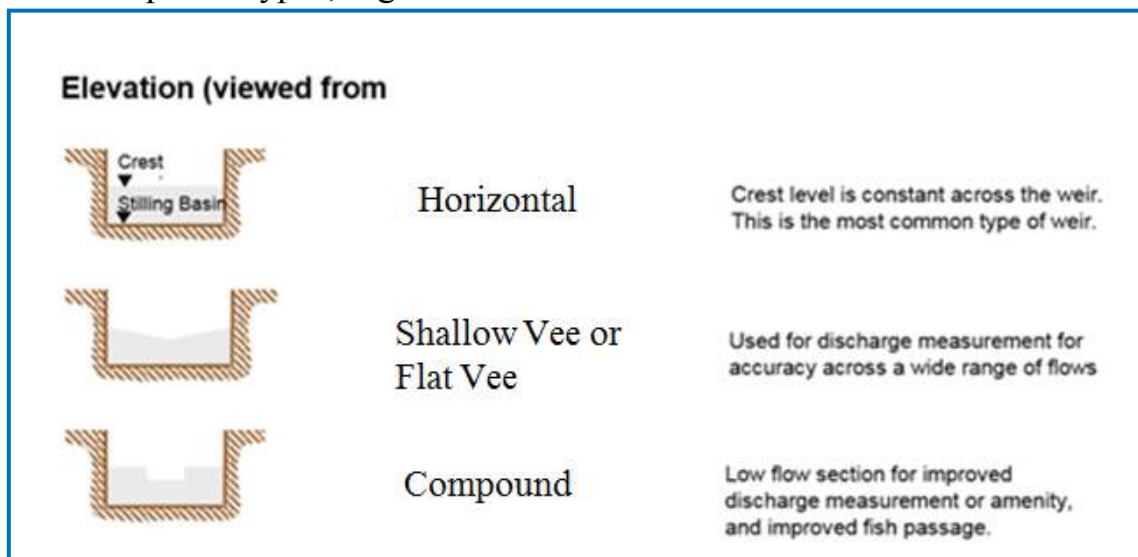 Elevation (viewed from
Crest
Stilling Basin
Horizontal
Crest level is constant across the weir.
This is the most common type of weir.
Shallow Vee or
Flat Vee
Used for discharge measurement for
accuracy across a wide range of flows
Compound
Low flow section for improved
discharge measurement or amenity,
and improved fish passage.